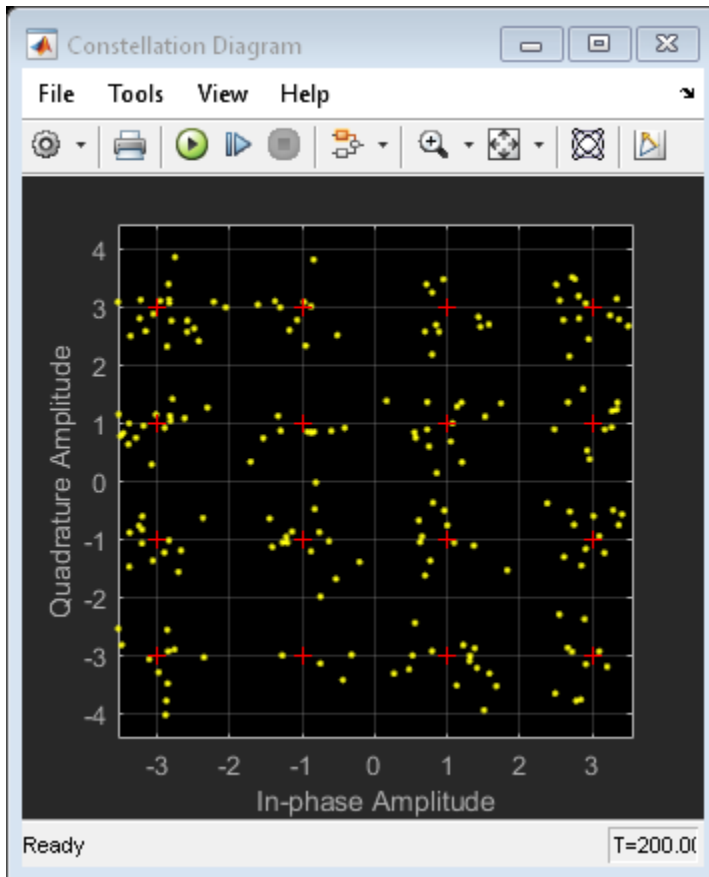 Constellation Diagram
File Tools View Help
4
3
2
1
0
-1
-2
-3
-4
Quadrature Amplitude
-3 -2 -1 0 1 2 3
In-phase Amplitude
Ready T=200.00